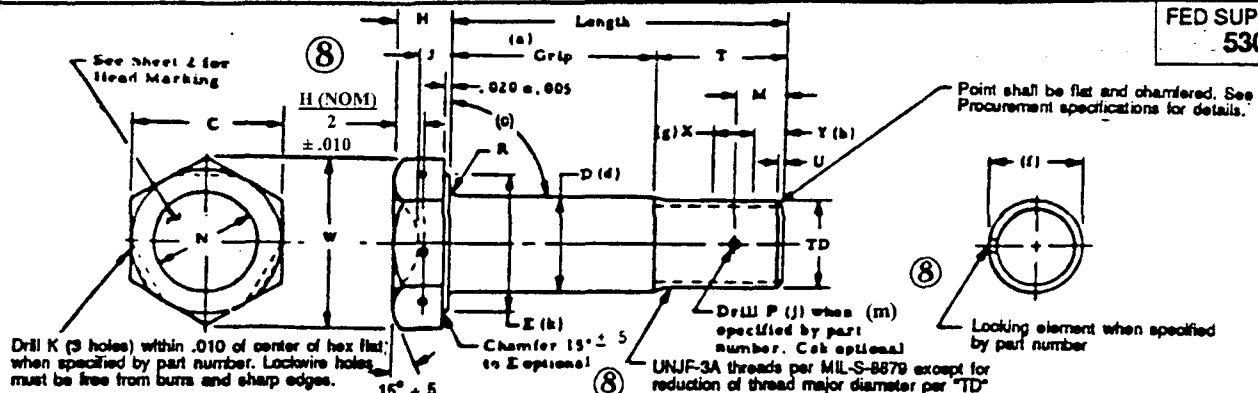 FED SUP
530
H
Length
(a)
J
Grip
T
8
See Sheet 2 for
Head Marking
.020 ± .005
M
Point shall be flat and chamfered. See
Procurement specifications for details.
H (NOM)
2
± .010
C
(c)
(g) X
Y (h)
R
U
D (d)
(f)
N
W
TD
8
E (k)
Drill P (j) when (m)
specified by part
number. Csk optional
Chamfer 15° ± 5
to E optional
Locking element when specified
by part number
Drill K (3 holes) within .010 of center of hex flat;
when specified by part number. Lockwire holes
must be free from burrs and sharp edges.
15° ± 5
8
UNJF-3A threads per MIL-S-8879 except for
reduction of thread major diameter per "TD"